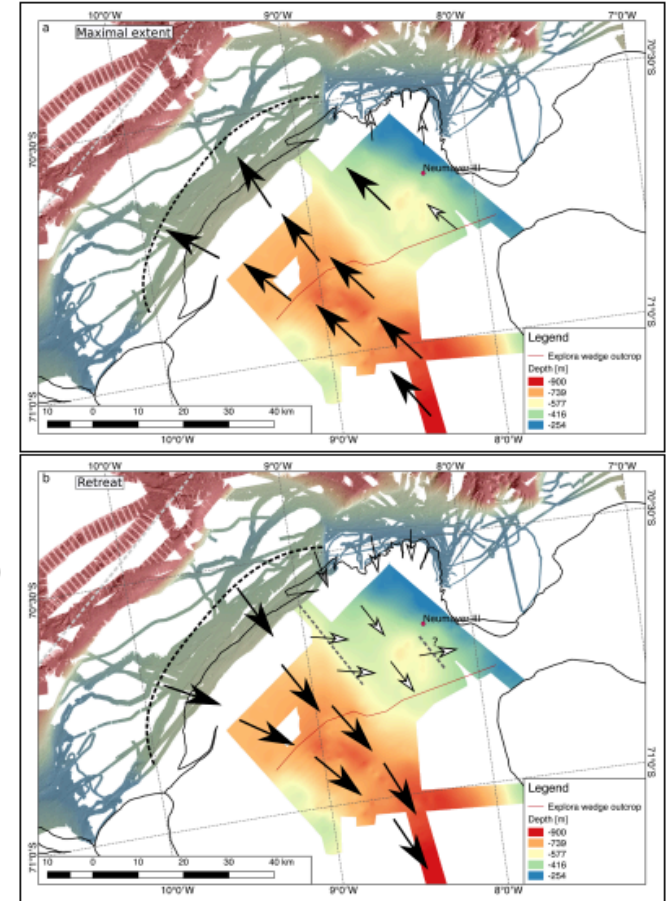 a
Maximal extent
10°0'W
9°0'W
8°0'W
7°0'W
70°30'S
70°30'S
Neumayer III
71°0'S
71°0'S
Legend
Explora wedge outcrop
Depth [m]
-900
-739
-577
-416
-254
10 0 10 20 30 40 km
10°0'W
9°0'W
8°0'W
b
Retreat
10°0'W
9°0'W
8°0'W
7°0'W
70°30'S
70°30'S
Neumayer III
?
71°0'S
71°0'S
Legend
Explora wedge outcrop
Depth [m]
-900
-739
-577
-416
-254
10 0 10 20 30 40 km
10°0'W
9°0'W
8°0'W